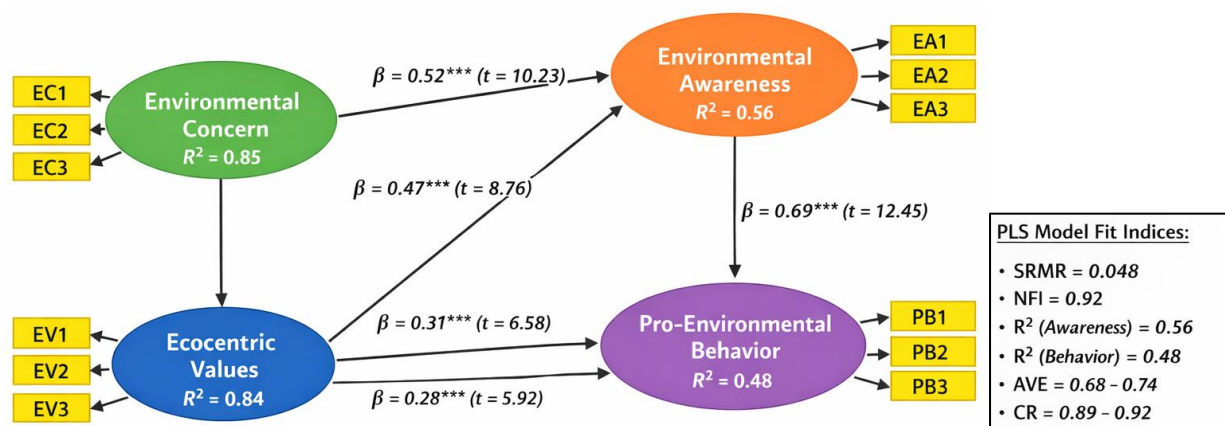 EC1
EC2
EC3
Environmental
Concern
R² = 0.85
β = 0.52*** (t = 10.23)
Environmental
Awareness
R² = 0.56
EA1
EA2
EA3
β = 0.47*** (t = 8.76)
β = 0.69*** (t = 12.45)
EV1
EV2
EV3
Ecocentric
Values
R² = 0.84
β = 0.31*** (t = 6.58)
β = 0.28*** (t = 5.92)
Pro-Environmental
Behavior
R² = 0.48
PB1
PB2
PB3
PLS Model Fit Indices:
• SRMR = 0.048
• NFI = 0.92
• R² (Awareness) = 0.56
• R² (Behavior) = 0.48
• AVE = 0.68 – 0.74
• CR = 0.89 – 0.92